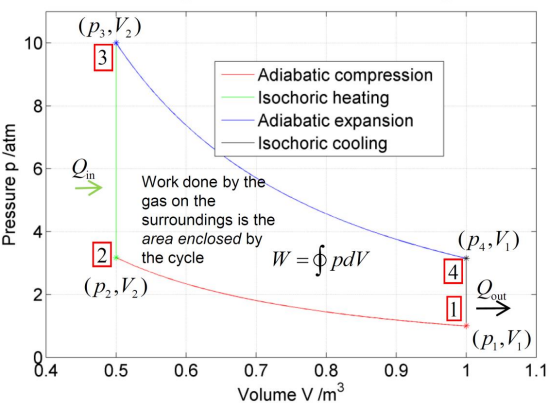 (p₃,V₂)
10
3
Adiabatic compression
Isochoric heating
Adiabatic expansion
Isochoric cooling
8
Pressure p /atm
6
Q_in
Work done by the
gas on the
surroundings is the
area enclosed by
the cycle
W = ∮ pdV
4
(p₄,V₁)
2
4
(p₂,V₂)
Q_out
2
1
(p₁,V₁)
0
0.4
0.5
0.6
0.7
0.8
0.9
1
1.1
Volume V /m³